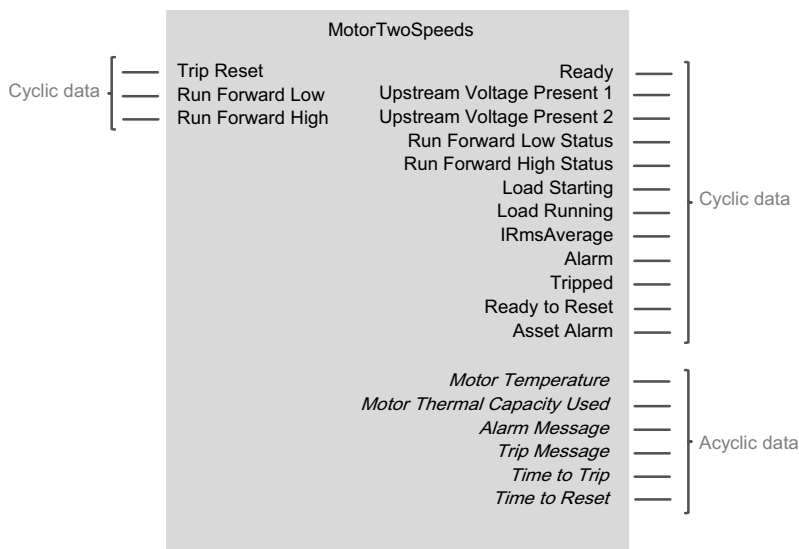 MotorTwoSpeeds
Cyclic data
Trip Reset
Run Forward Low
Run Forward High
Ready
Upstream Voltage Present 1
Upstream Voltage Present 2
Run Forward Low Status
Run Forward High Status
Load Starting
Load Running
IRmsAverage
Alarm
Tripped
Ready to Reset
Asset Alarm
Cyclic data
Motor Temperature
Motor Thermal Capacity Used
Alarm Message
Trip Message
Time to Trip
Time to Reset
Acyclic data